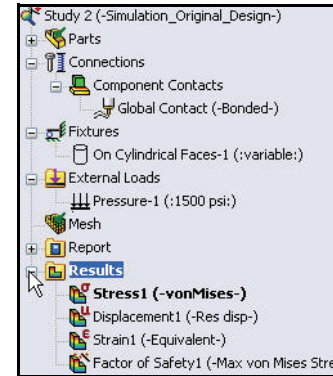 Study 2 (-Simulation_Original_Design-)
Parts
Connections
Component Contacts
Global Contact (-Bonded-)
Fixtures
On Cylindrical Faces-1 (:variable:)
External Loads
Pressure-1 (:1500 psi:)
Mesh
Report
Results
Stress1 (-vonMises-)
Displacement1 (-Res disp-)
Strain1 (-Equivalent-)
Factor of Safety1 (-Max von Mises Stre